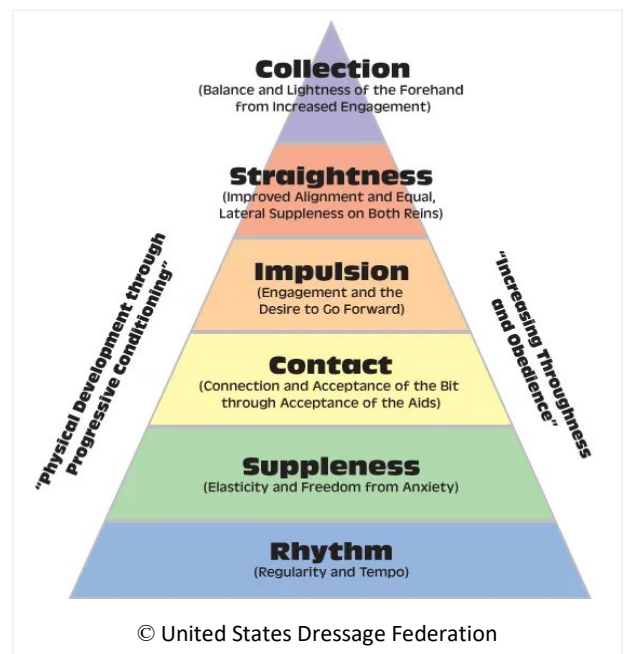 Collection
(Balance and Lightness of the Forehand
from Increased Engagement)
Straightness
(Improved Alignment and Equal,
Lateral Suppleness on Both Reins)
Impulsion
(Engagement and the
Desire to Go Forward)
"Physical Development through
Progressive Conditioning"
"Increasing Throughness
and Obedience"
Contact
(Connection and Acceptance of the Bit
through Acceptance of the Aids)
Suppleness
(Elasticity and Freedom from Anxiety)
Rhythm
(Regularity and Tempo)
© United States Dressage Federation